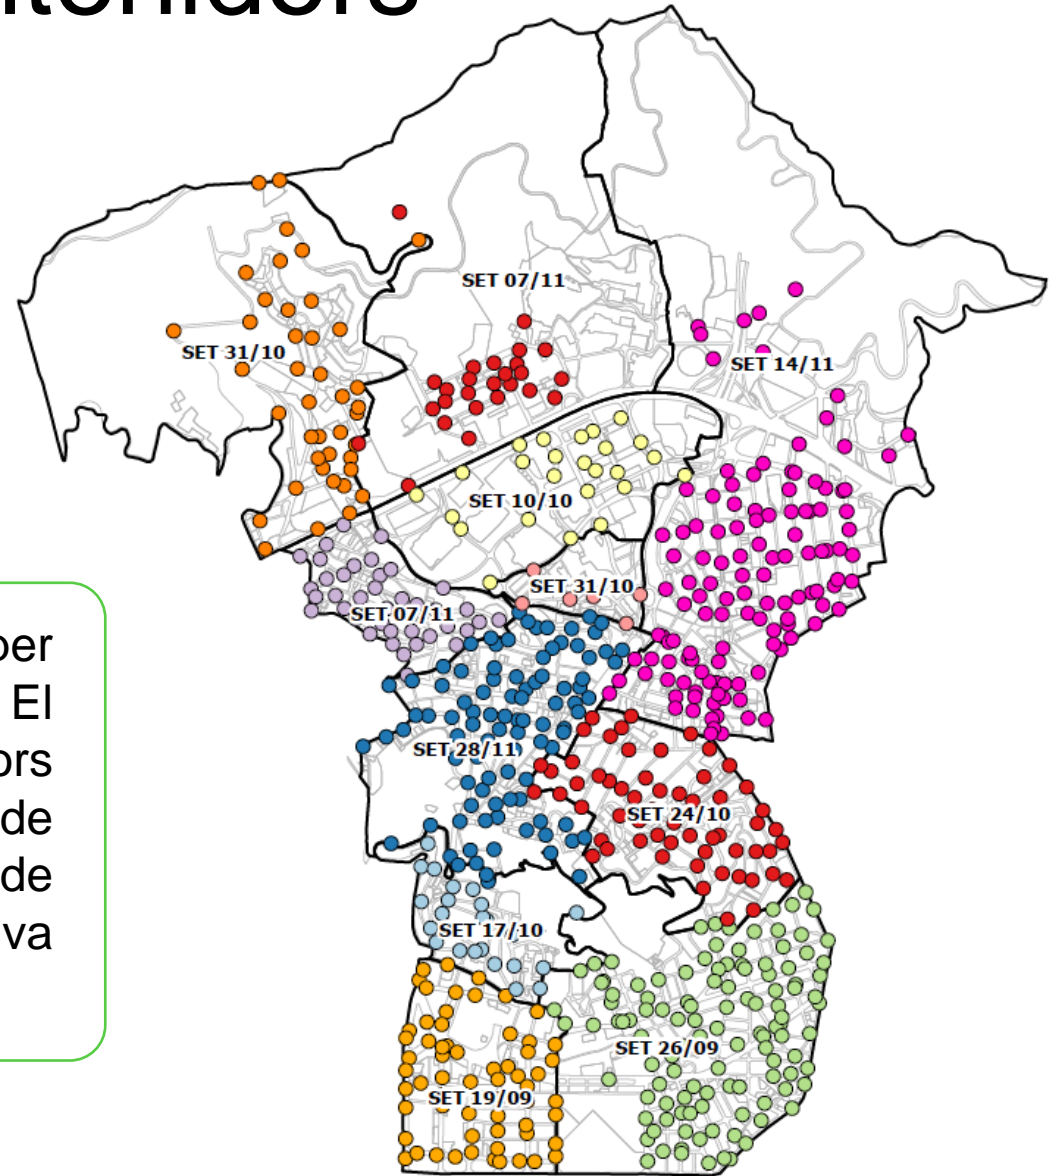 SET 07/11
SET 31/10
SET 14/11
SET 10/10
SET 31/10
SET 07/11
per
El
ors
de
de
va
SET 28/11
SET 24/10
SET 17/10
SET 26/09
SET 19/09